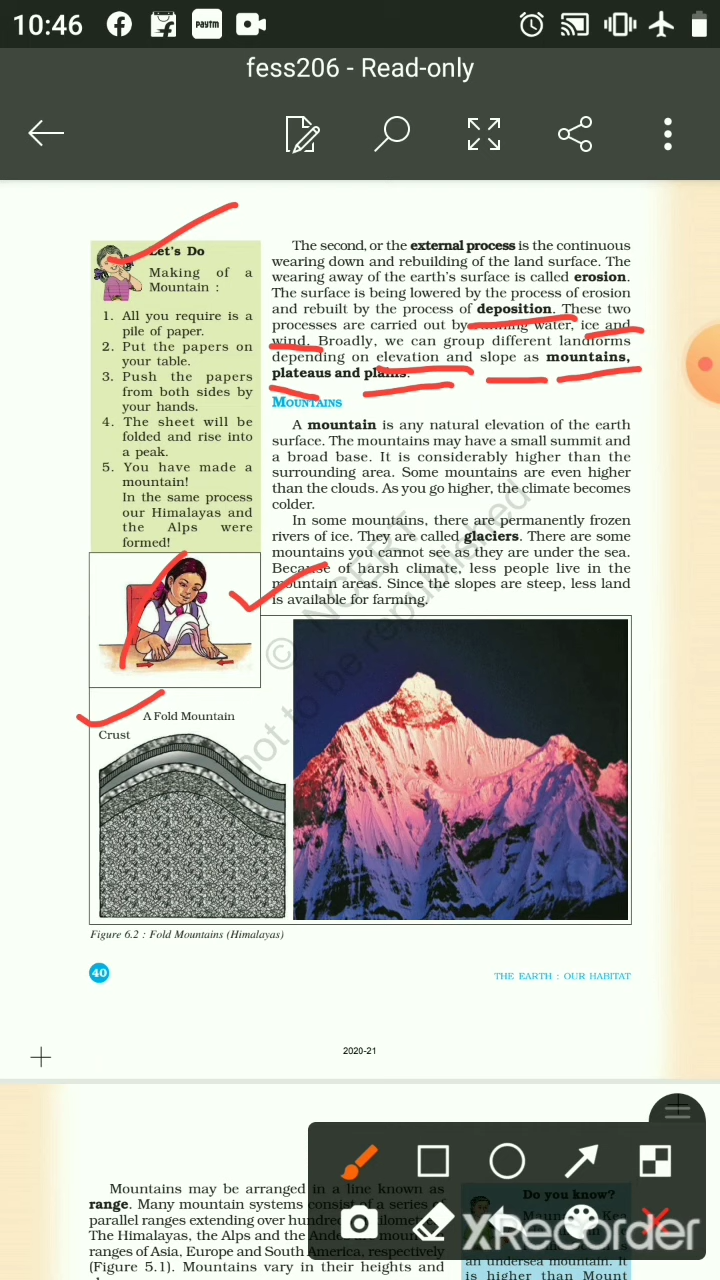 10:46
paytm
fess206 - Read-only
Let's Do
Making of a
Mountain :
1. All you require is a
pile of paper.
2. Put the papers on
your table.
3. Push the papers
from both sides by
your hands.
4. The sheet will be
folded and rise into
a peak.
5. You have made a
mountain!
In the same process
our Himalayas and
the Alps were
formed!
The second, or the external process is the continuous
wearing down and rebuilding of the land surface. The
wearing away of the earth's surface is called erosion.
The surface is being lowered by the process of erosion
and rebuilt by the process of deposition. These two
processes are carried out by running water, ice and
wind. Broadly, we can group different landforms
depending on elevation and slope as mountains,
plateaus and plains.
MOUNTAINS
A mountain is any natural elevation of the earth
surface. The mountains may have a small summit and
a broad base. It is considerably higher than the
surrounding area. Some mountains are even higher
than the clouds. As you go higher, the climate becomes
colder.
In some mountains, there are permanently frozen
rivers of ice. They are called glaciers. There are some
mountains you cannot see as they are under the sea.
Because of harsh climate, less people live in the
mountain areas. Since the slopes are steep, less land
is available for farming.
© NCERT
not to be republished
A Fold Mountain
Crust
Figure 6.2 : Fold Mountains (Himalayas)
40
THE EARTH : OUR HABITAT
2020-21
Mountains may be arranged in a line known as
range. Many mountain systems consist of a series of
parallel ranges extending over hundreds of kilometres.
The Himalayas, the Alps and the Andes are mountain
ranges of Asia, Europe and South America, respectively
(Figure 5.1). Mountains vary in their heights and
Do you know?
Mauna Kea
an undersea mountain. It
is higher than Mount
XRecorder